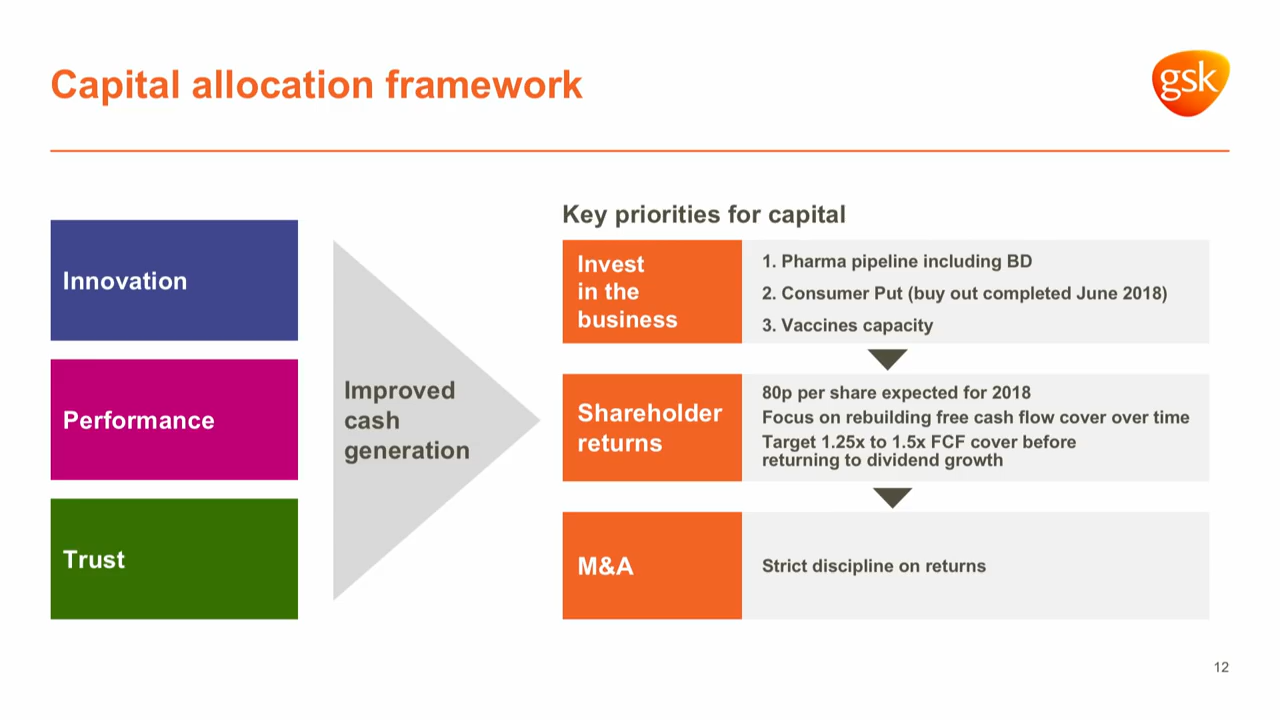 Capital allocation framework
gsk
Innovation
Performance
Trust
Improved
cash
generation
Key priorities for capital
Invest
in the
business
1. Pharma pipeline including BD
2. Consumer Put (buy out completed June 2018)
3. Vaccines capacity
Shareholder
returns
80p per share expected for 2018
Focus on rebuilding free cash flow cover over time
Target 1.25x to 1.5x FCF cover before
returning to dividend growth
M&A
Strict discipline on returns
12